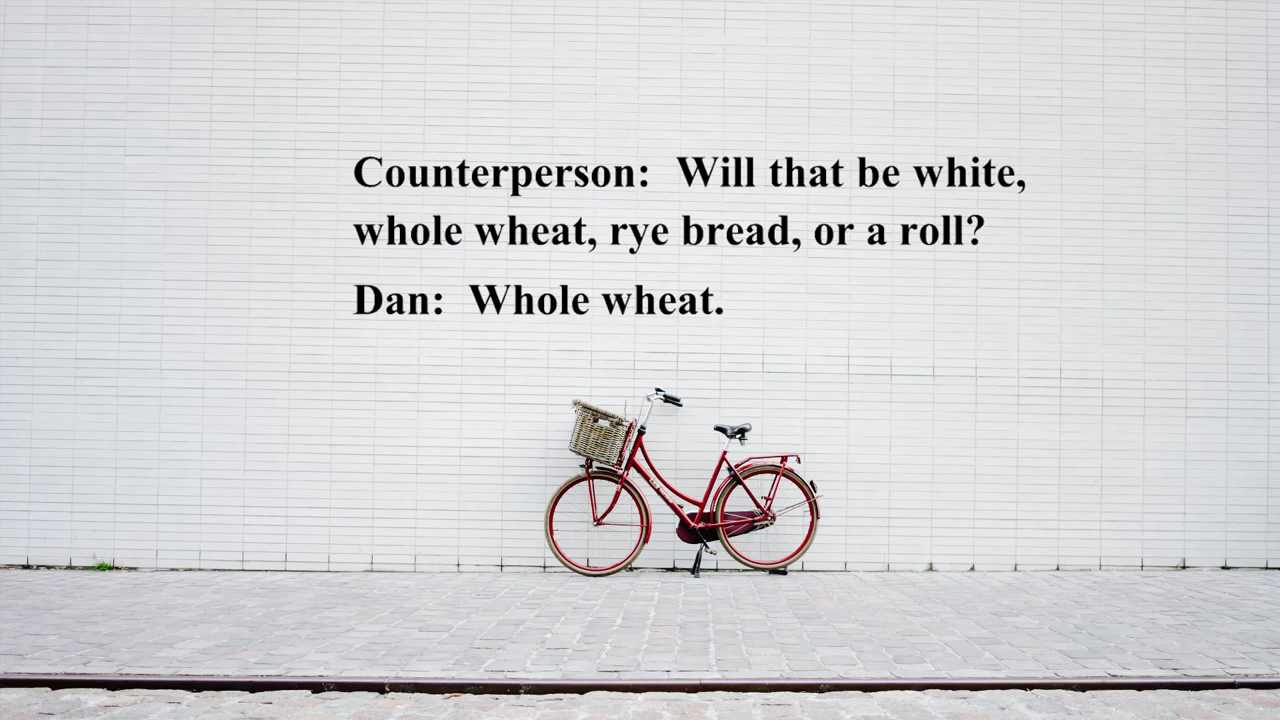 Counterperson: Will that be white,
whole wheat, rye bread, or a roll?
Dan: Whole wheat.